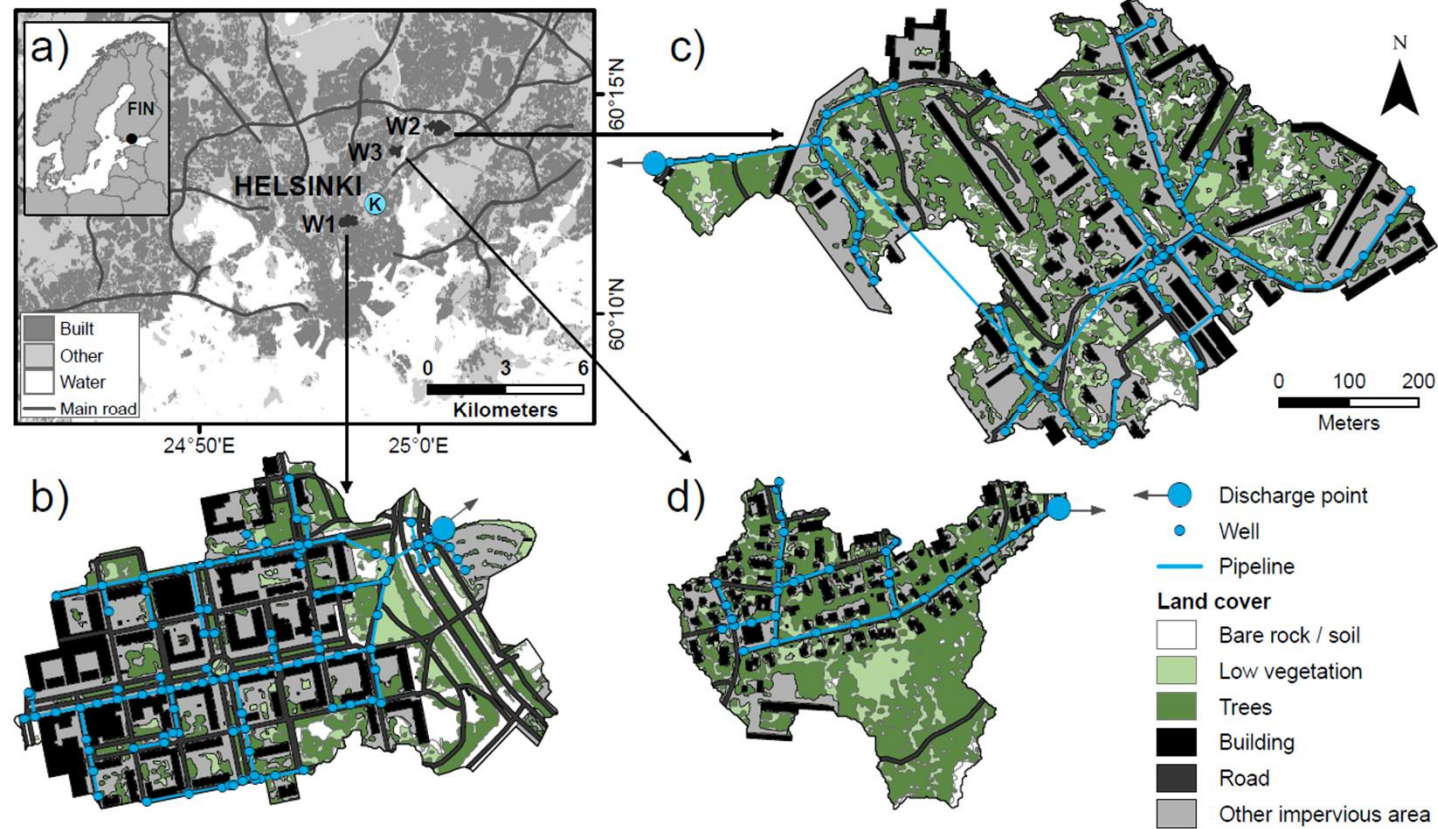 a)
FIN
W2
W3
HELSINKI
K
W1
Built
Other
Water
Main road
0 3 6
Kilometers
60°15'N
60°10'N
24°50'E
25°0'E
c)
N
0 100 200
Meters
b)
d)
Discharge point
Well
Pipeline
Land cover
Bare rock / soil
Low vegetation
Trees
Building
Road
Other impervious area